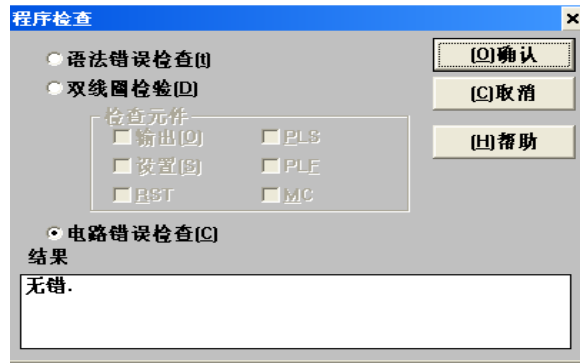 程序检查
语法错误检查(t)
双线圈检验(D)
检查元件
输出(O)
PLS
设置(S)
PLF
RST
MC
电路错误检查(C)
(O)确认
(C)取消
(H)帮助
结果
无错.